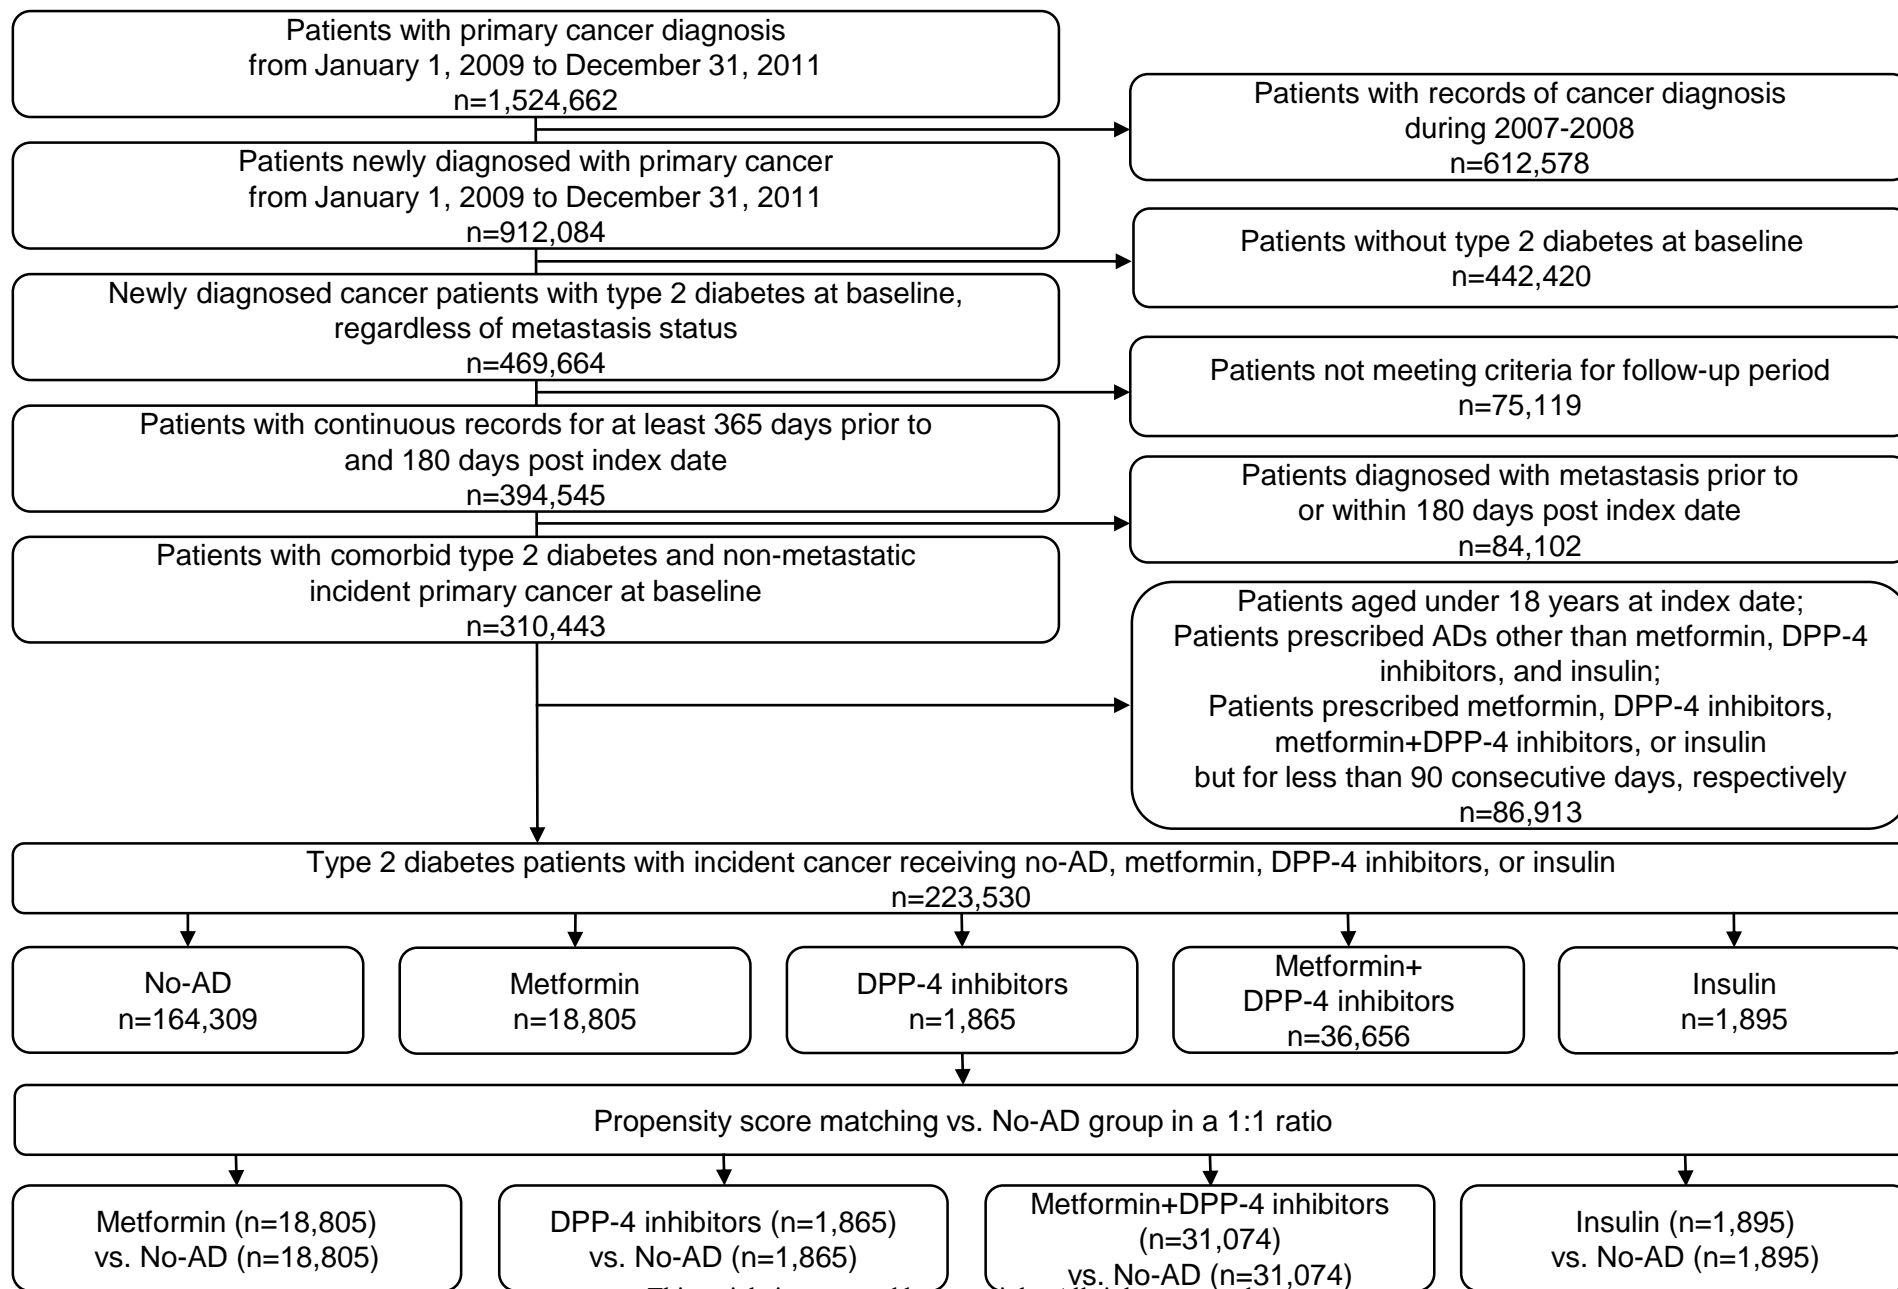 Patients with primary cancer diagnosis
from January 1, 2009 to December 31, 2011
n=1,524,662
Patients with records of cancer diagnosis
during 2007-2008
n=612,578
Patients newly diagnosed with primary cancer
from January 1, 2009 to December 31, 2011
n=912,084
Patients without type 2 diabetes at baseline
n=442,420
Newly diagnosed cancer patients with type 2 diabetes at baseline,
regardless of metastasis status
n=469,664
Patients not meeting criteria for follow-up period
n=75,119
Patients with continuous records for at least 365 days prior to
and 180 days post index date
n=394,545
Patients diagnosed with metastasis prior to
or within 180 days post index date
n=84,102
Patients with comorbid type 2 diabetes and non-metastatic
incident primary cancer at baseline
n=310,443
Patients aged under 18 years at index date;
Patients prescribed ADs other than metformin, DPP-4
inhibitors, and insulin;
Patients prescribed metformin, DPP-4 inhibitors,
metformin+DPP-4 inhibitors, or insulin
but for less than 90 consecutive days, respectively
n=86,913
Type 2 diabetes patients with incident cancer receiving no-AD, metformin, DPP-4 inhibitors, or insulin
n=223,530
No-AD
n=164,309
Metformin
n=18,805
DPP-4 inhibitors
n=1,865
Metformin+
DPP-4 inhibitors
n=36,656
Insulin
n=1,895
Propensity score matching vs. No-AD group in a 1:1 ratio
Metformin (n=18,805)
vs. No-AD (n=18,805)
DPP-4 inhibitors (n=1,865)
vs. No-AD (n=1,865)
Metformin+DPP-4 inhibitors
(n=31,074)
vs. No-AD (n=31,074)
Insulin (n=1,895)
vs. No-AD (n=1,895)